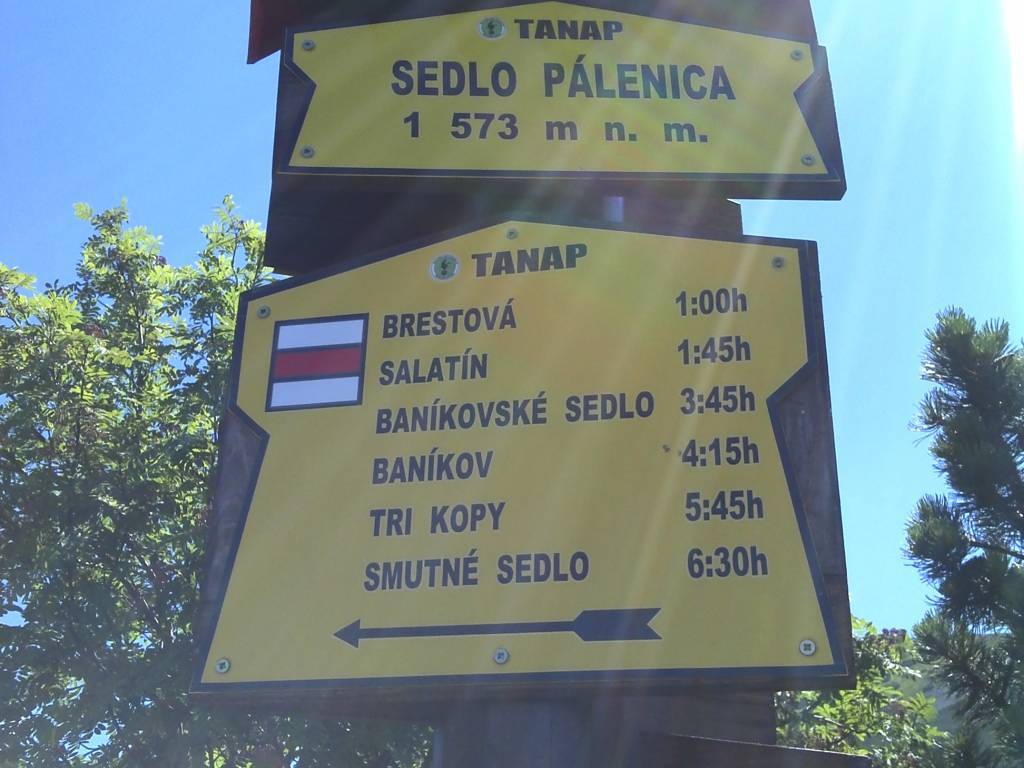 TANAP
SEDLO PÁLENICA
1 573 m n. m.
TANAP
BRESTOVÁ 1:00h
SALATÍN 1:45h
BANÍKOVSKÉ SEDLO 3:45h
BANÍKOV 4:15h
TRI KOPY 5:45h
SMUTNÉ SEDLO 6:30h